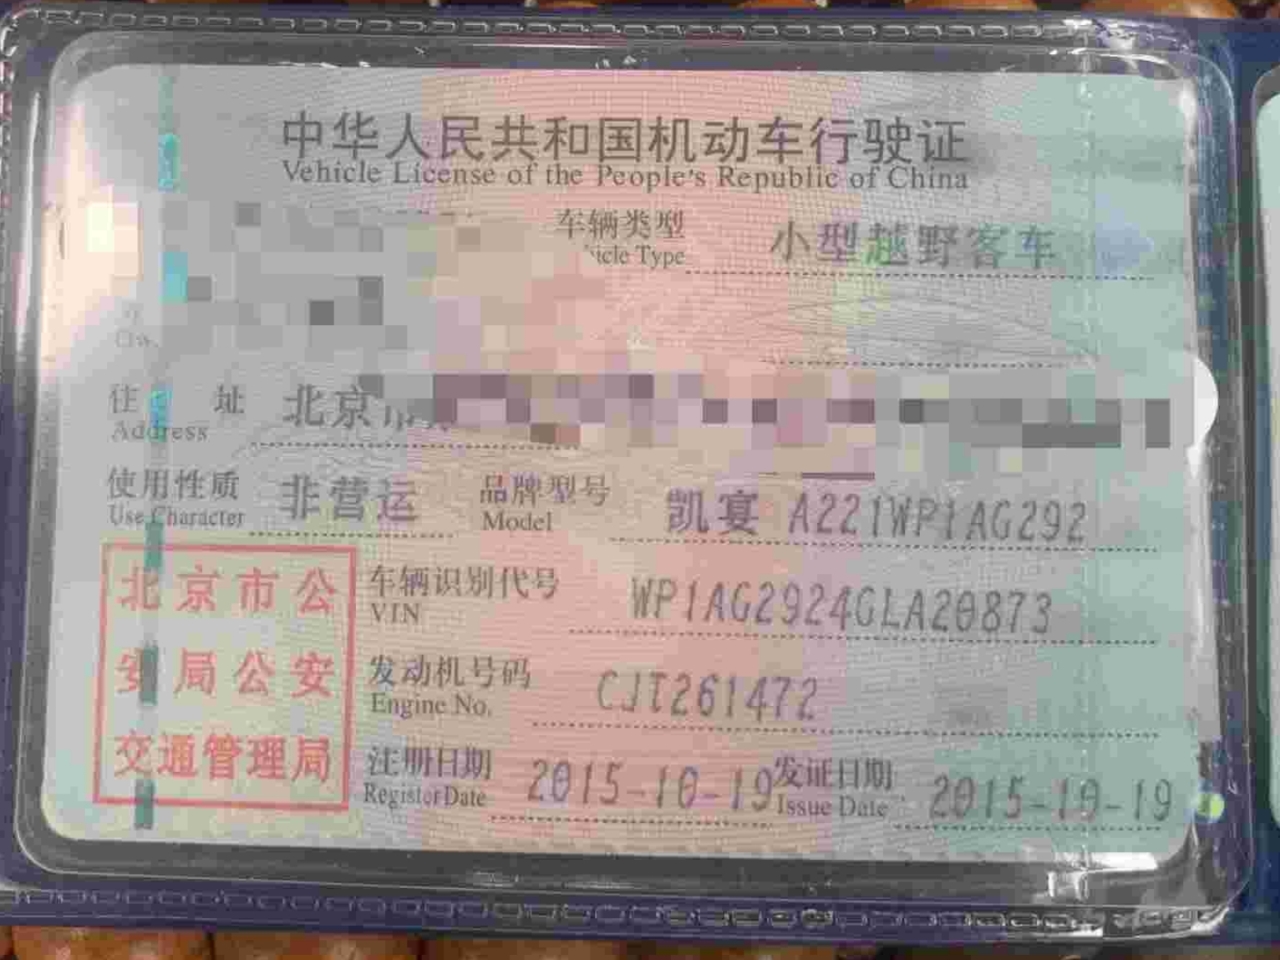 中华人民共和国机动车行驶证
Vehicle License of the People's Republic of China
车辆类型 小型越野客车
icle Type
住 址 北京市
Address
使用性质 非营运 品牌型号 凯宴 A221WP1AG292
Use Character Model
北京市公
安局公安
交通管理局
车辆识别代号 WP1AG2924GLA20873
VIN
发动机号码 CJT261472
Engine No.
注册日期 2015-10-19 发证日期 2015-10-19
Register Date Issue Date